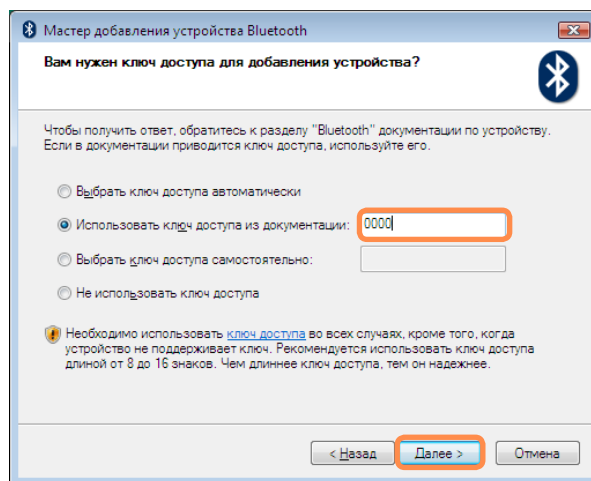 Мастер добавления устройства Bluetooth
Вам нужен ключ доступа для добавления устройства?
Чтобы получить ответ, обратитесь к разделу "Bluetooth" документации по устройству.
Если в документации приводится ключ доступа, используйте его.
Выбрать ключ доступа автоматически
Использовать ключ доступа из документации: 0000
Выбрать ключ доступа самостоятельно:
Не использовать ключ доступа
Необходимо использовать ключ доступа во всех случаях, кроме того, когда
устройство не поддерживает ключ. Рекомендуется использовать ключ доступа
длиной от 8 до 16 знаков. Чем длиннее ключ доступа, тем он надежнее.
< Назад Далее > Отмена